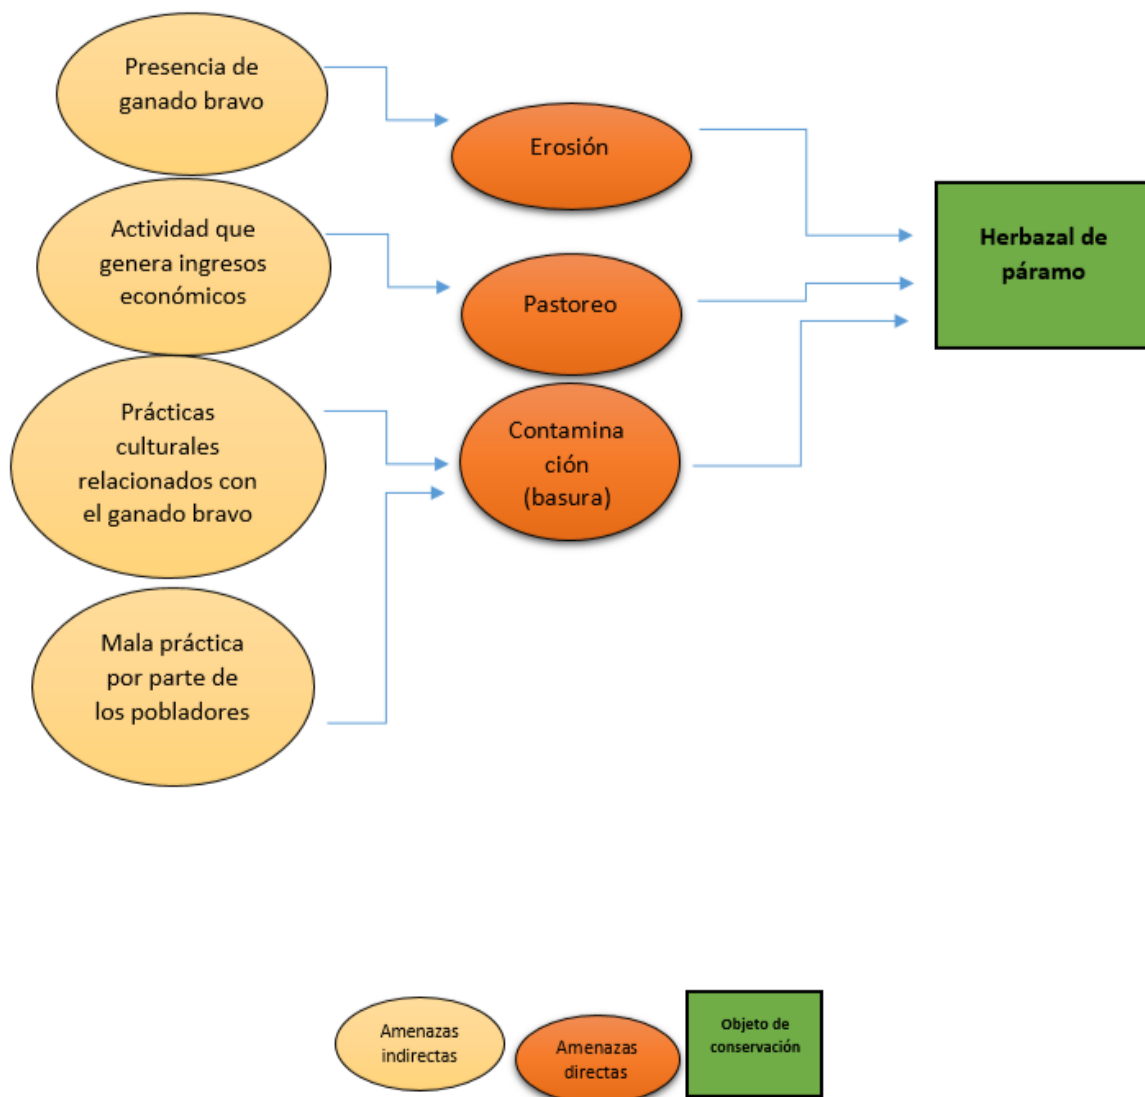 Presencia de
ganado bravo
Erosión
Actividad que
genera ingresos
económicos
Pastoreo
Herbazal de
páramo
Prácticas
culturales
relacionados con
el ganado bravo
Contamina
ción
(basura)
Mala práctica
por parte de
los pobladores
Amenazas
indirectas
Amenazas
directas
Objeto de
conservación